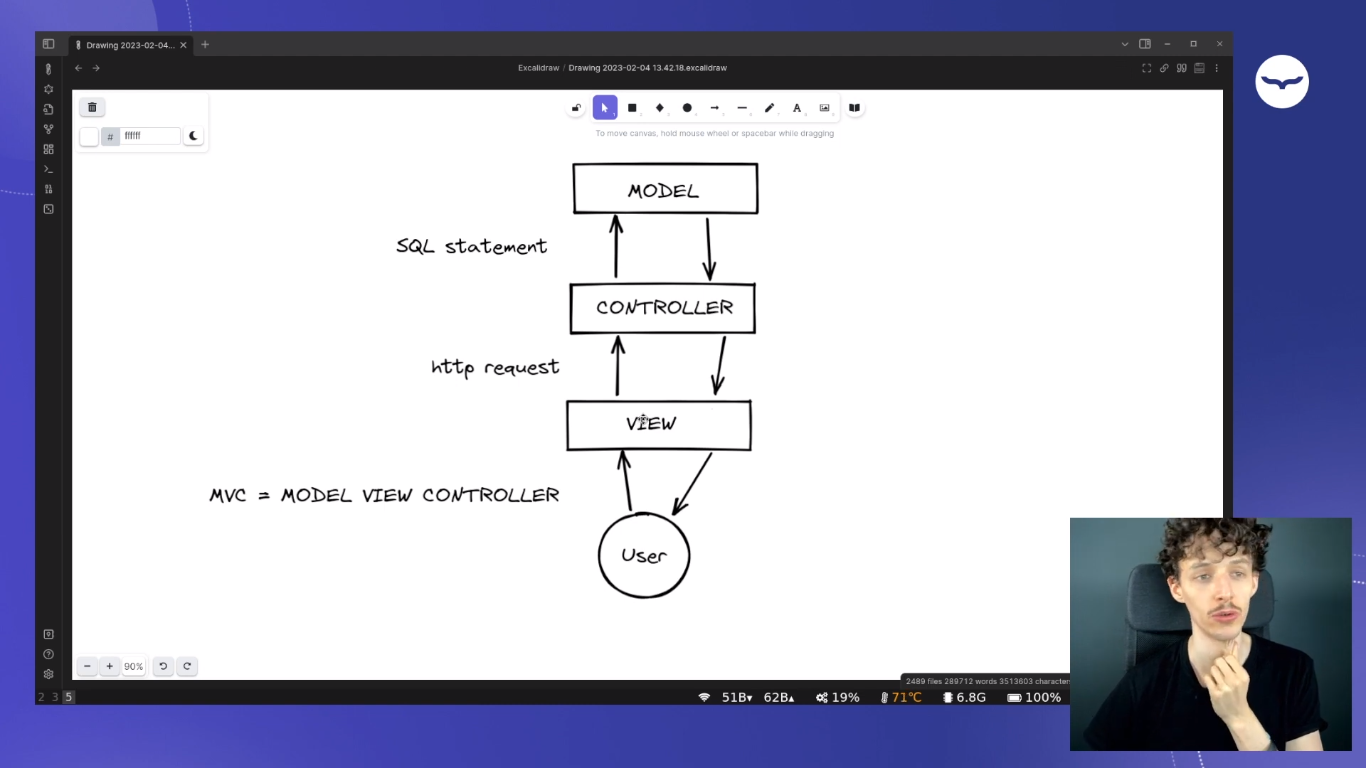 Drawing 2023-02-04...
Excalidraw / Drawing 2023-02-04 13.42.18.excalidraw
# ffffff
A
To move canvas, hold mouse wheel or spacebar while dragging
MODEL
SQL statement
CONTROLLER
http request
VIEW
MVC = MODEL VIEW CONTROLLER
User
90%
2489 files 289712 words 3513603 character
2 3 5
51B 62B 19% 71℃ 6.8G 100%